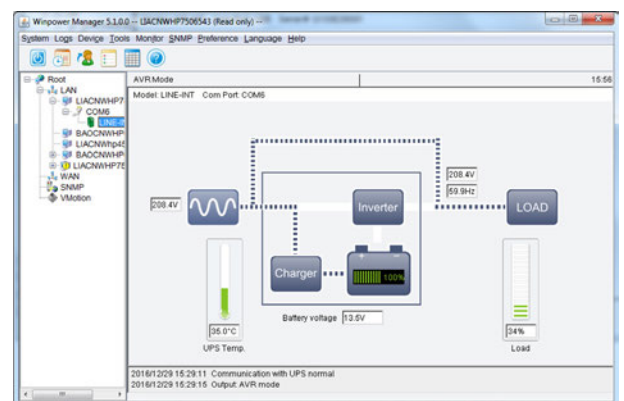 Winpower Manager 5.1.0.0 -- LIACNWHP7506543 (Read only) --
System Logs Device Tools Monitor SNMP Preference Language Help
Root
LAN
LIACNWHP7
COM6
LINE-IN
BAOCNWHP
LIACNWhp45
BAOCNWHP
LIACNWHP75
WAN
SNMP
VMotion
AVR Mode
15:56
Model: LINE-INT Com Port: COM6
208.4V
Inverter
208.4V
59.9Hz
LOAD
Charger
100%
Battery voltage 13.5V
35.0°C
UPS Temp.
34%
Load
2016/12/29 15:29:11 Communication with UPS normal
2016/12/29 15:29:15 Output: AVR mode